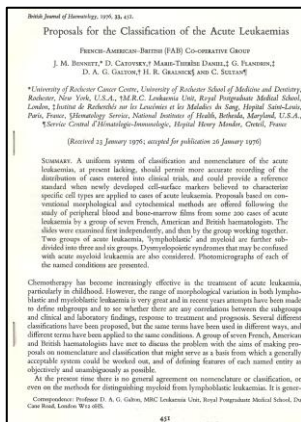 British Journal of Haematology, 1976, 33, 451.
Proposals for the Classification of the Acute Leukaemias
FRENCH-AMERICAN-BRITISH (FAB) CO-OPERATIVE GROUP
J. M. BENNETT,* D. CATOVSKY,† MARIE-THÉRÈSE DANIEL,‡ G. FLANDRIN,‡
D. A. G. GALTON,† H. R. GRALNICK§ AND C. SULTAN¶
*University of Rochester Cancer Center, University of Rochester School of Medicine and Dentistry,
Rochester, New York, U.S.A., †M.R.C. Leukaemia Unit, Royal Postgraduate Medical School,
London, ‡Institut de Recherches sur les Leucémies et les Maladies du Sang, Hôpital Saint-Louis,
Paris, France, §Hematology Service, National Institutes of Health, Bethesda, Maryland, U.S.A.,
¶Service Central d'Hématologie-Immunologie, Hôpital Henri Mondor, Creteil, France
(Received 23 January 1976; accepted for publication 26 January 1976)
SUMMARY. A uniform system of classification and nomenclature of the acute
leukaemias, at present lacking, should permit more accurate recording of the
distribution of cases entered into clinical trials, and could provide a reference
standard when newly developed cell-surface markers believed to characterize
specific cell types are applied to cases of acute leukaemia. Proposals based on con-
ventional morphological and cytochemical methods are offered following the
study of peripheral blood and bone-marrow films from some 200 cases of acute
leukaemia by a group of seven French, American and British haematologists. The
slides were examined first independently, and then by the group working together.
Two groups of acute leukaemia, 'lymphoblastic' and myeloid are further sub-
divided into three and six groups. Dysmyelopoietic syndromes that may be confused
with acute myeloid leukaemia are also considered. Photomicrographs of each of
the named conditions are presented.
Chemotherapy has become increasingly effective in the treatment of acute leukaemia,
particularly in childhood. However, the range of morphological variation in both lympho-
blastic and myeloblastic leukaemia is very great and in recent years attempts have been made
to define subgroups and to see whether there are any correlations between the subgroups
and clinical and laboratory findings, response to treatment and prognosis. Several different
classifications have been proposed, but the same terms have been used in different ways, and
different terms have been applied to the same conditions. A group of seven French, American
and British haematologists have met to discuss the problem with the aims of making pro-
posals on nomenclature and classification that might serve as a basis from which a generally
acceptable system could be worked out, and of defining features of each named entity as
objectively and unambiguously as possible.
At the present time there is no general agreement on nomenclature or classification, or
even on the methods for distinguishing myeloid from lymphoblastic leukaemias. It is gener-
Correspondence: Professor D. A. G. Galton, MRC Leukaemia Unit, Royal Postgraduate Medical School, Du
Cane Road, London W12 0HS.
451